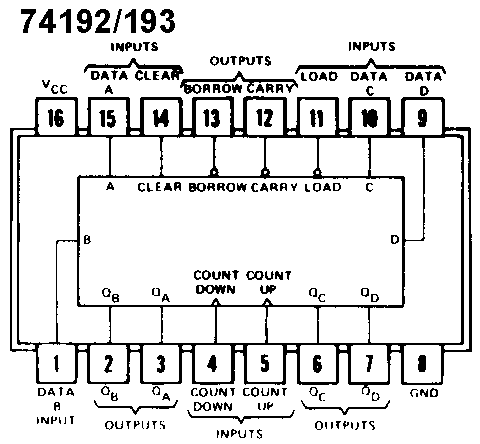 74192/193
INPUTS OUTPUTS INPUTS
VCC DATA A CLEAR BORROW CARRY LOAD DATA C DATA D
16 15 14 13 12 11 10 9
A CLEAR BORROW CARRY LOAD C
B D
QB QA COUNT DOWN COUNT UP QC QD
1 2 3 4 5 6 7 8
DATA B INPUT QB QA COUNT DOWN COUNT UP QC QD GND
OUTPUTS INPUTS OUTPUTS